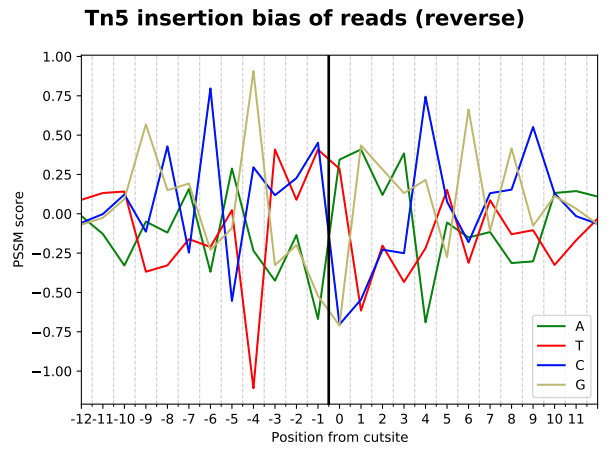 Tn5 insertion bias of reads (reverse)
1.00
0.75
0.50
0.25
0.00
−0.25
−0.50
−0.75
−1.00
PSSM score
A
T
C
G
-12 -11 -10 -9 -8 -7 -6 -5 -4 -3 -2 -1 0 1 2 3 4 5 6 7 8 9 10 11
Position from cutsite